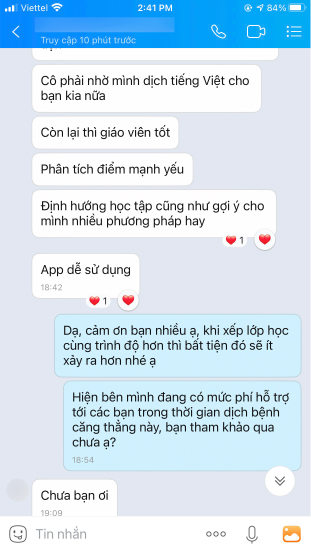 Viettel
2:41 PM
84%
Truy cập 10 phút trước
Cô phải nhờ mình dịch tiếng Việt cho
bạn kia nữa
Còn lại thì giáo viên tốt
Phân tích điểm mạnh yếu
Định hướng học tập cũng như gợi ý cho
mình nhiều phương pháp hay
1
App dễ sử dụng
18:42
1
Dạ, cảm ơn bạn nhiều ạ, khi xếp lớp học
cùng trình độ hơn thì bất tiện đó sẽ ít
xảy ra hơn nhé ạ
Hiện bên mình đang có mức phí hỗ trợ
tới các bạn trong thời gian dịch bệnh
căng thẳng này, bạn tham khảo qua
chưa ạ?
18:54
Chưa bạn ơi
19:09
Tin nhắn